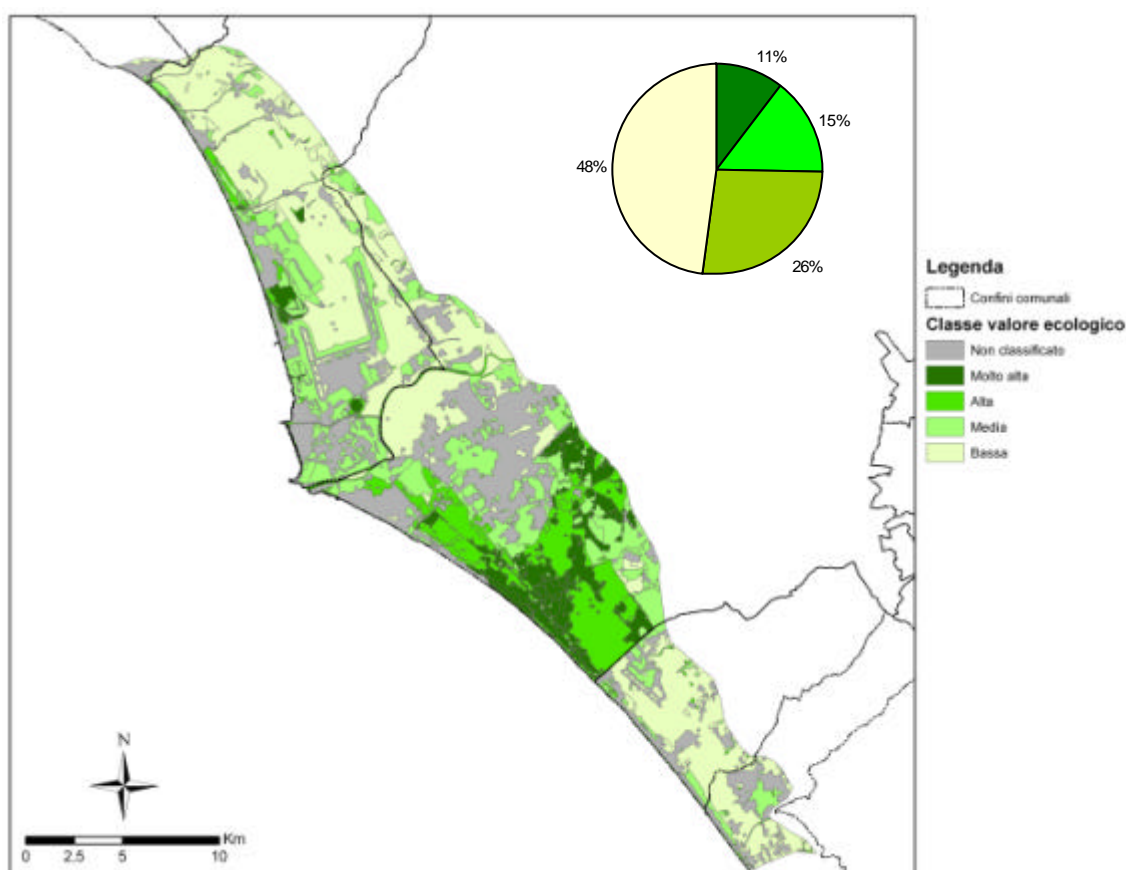 11%
15%
48%
26%
Legenda
Confini comunali
Classe valore ecologico
Non classificato
Molto alta
Alta
Media
Bassa
N
Km
0 2.5 5 10